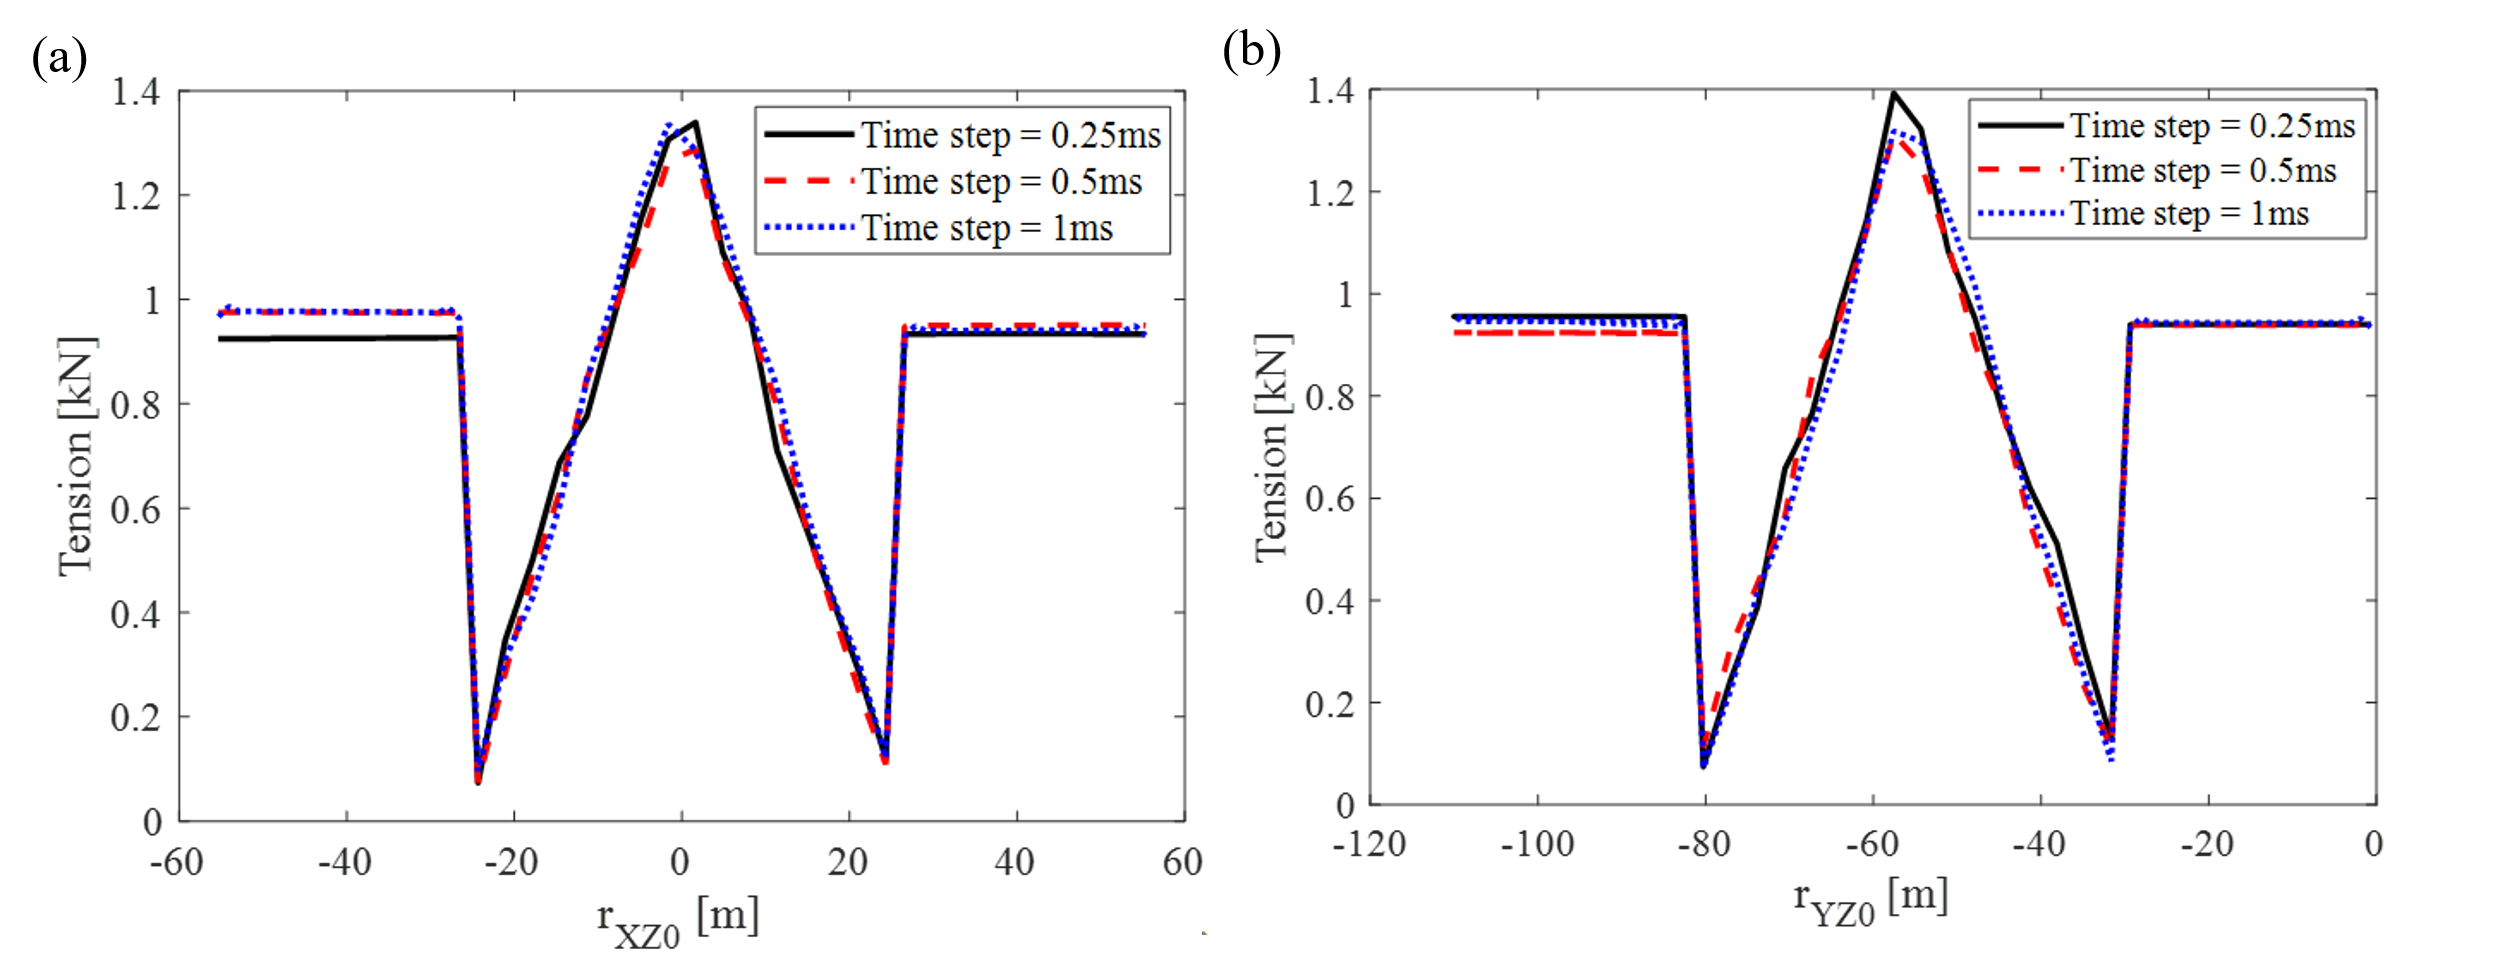 (a)
1.4
1.2
1
0.8
0.6
0.4
0.2
0
Tension [kN]
-60 -40 -20 0 20 40 60
rXZ0 [m]
Time step = 0.25ms
Time step = 0.5ms
Time step = 1ms
(b)
1.4
1.2
1
0.8
0.6
0.4
0.2
0
Tension [kN]
-120 -100 -80 -60 -40 -20 0
rYZ0 [m]
Time step = 0.25ms
Time step = 0.5ms
Time step = 1ms